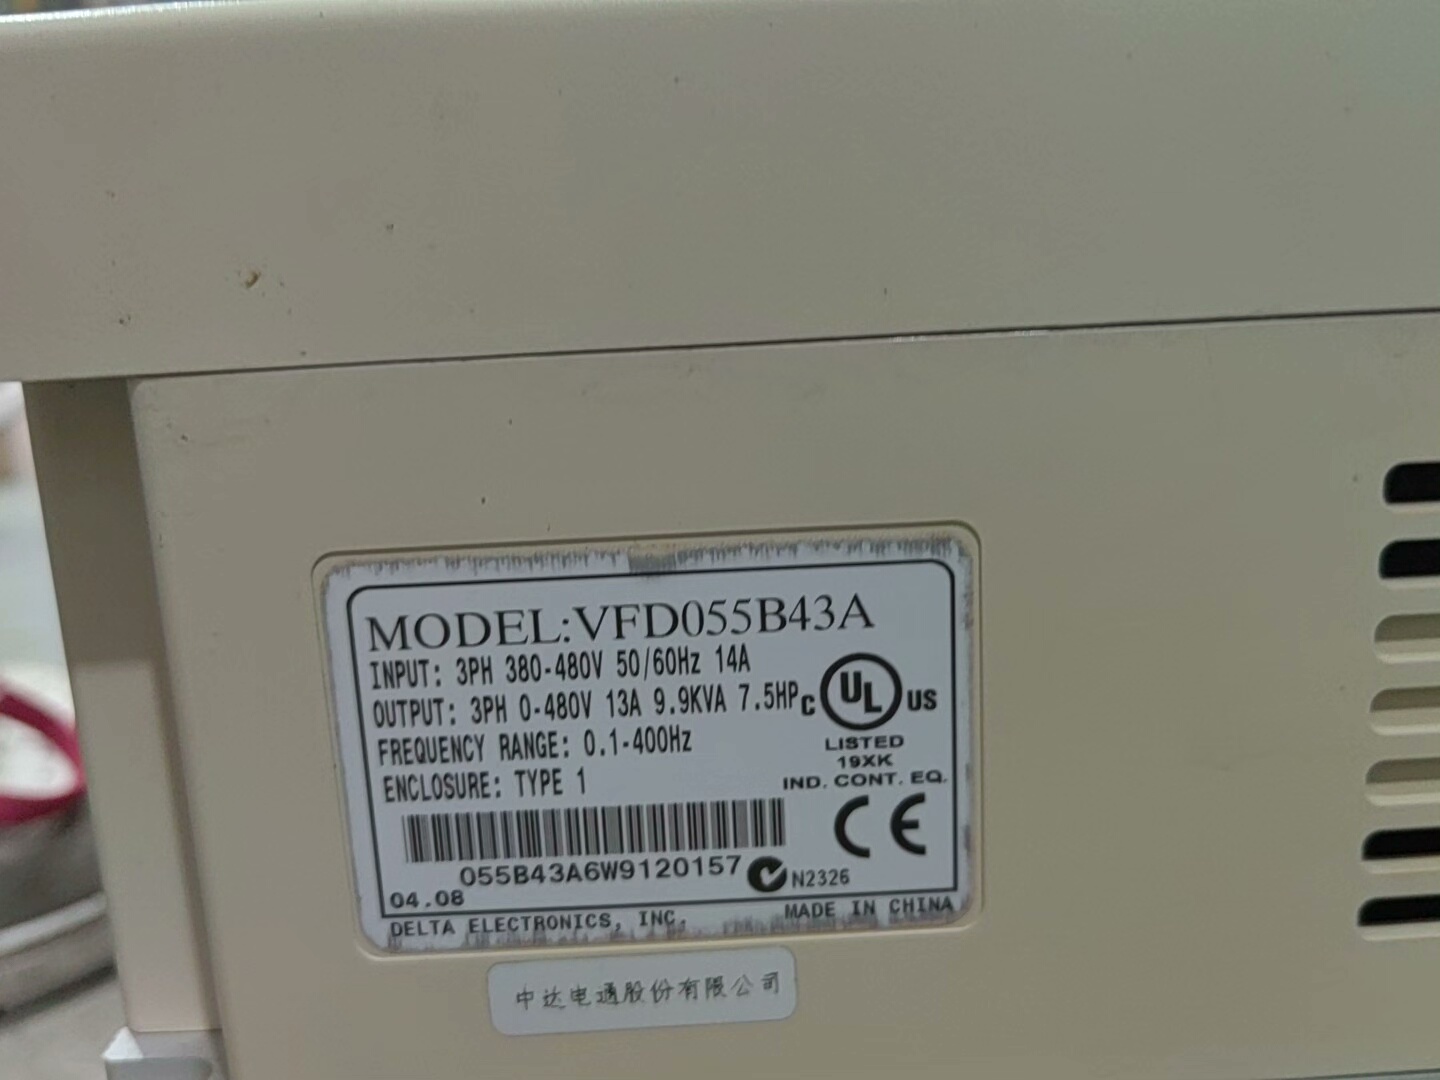 MODEL:VFD055B43A
INPUT: 3PH 380-480V 50/60Hz 14A
OUTPUT: 3PH 0-480V 13A 9.9KVA 7.5HP
FREQUENCY RANGE: 0.1-400Hz
ENCLOSURE: TYPE 1
C UL US
LISTED
19XK
IND. CONT. EQ.
CE
055B43A6W9120157
N2326
04.08
DELTA ELECTRONICS, INC.
MADE IN CHINA
中达电通股份有限公司